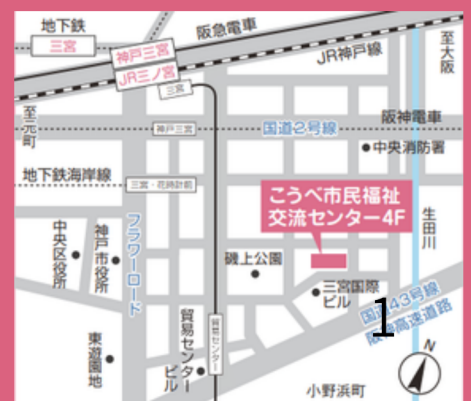 地下鉄
三宮
阪急電車
神戸三宮
JR三ノ宮
三宮
JR神戸線
至大阪
至元町
神戸三宮
国道2号線
阪神電車
中央消防署
地下鉄海岸線
三宮・花時計前
こうべ市民福祉
交流センター4F
生田川
中央区役所
神戸市役所
フラワーロード
磯上公園
三宮国際
ビル
1
国道43号線
阪神高速道路
貿易センター
ビル
貿易センター
東遊園地
小野浜町
N